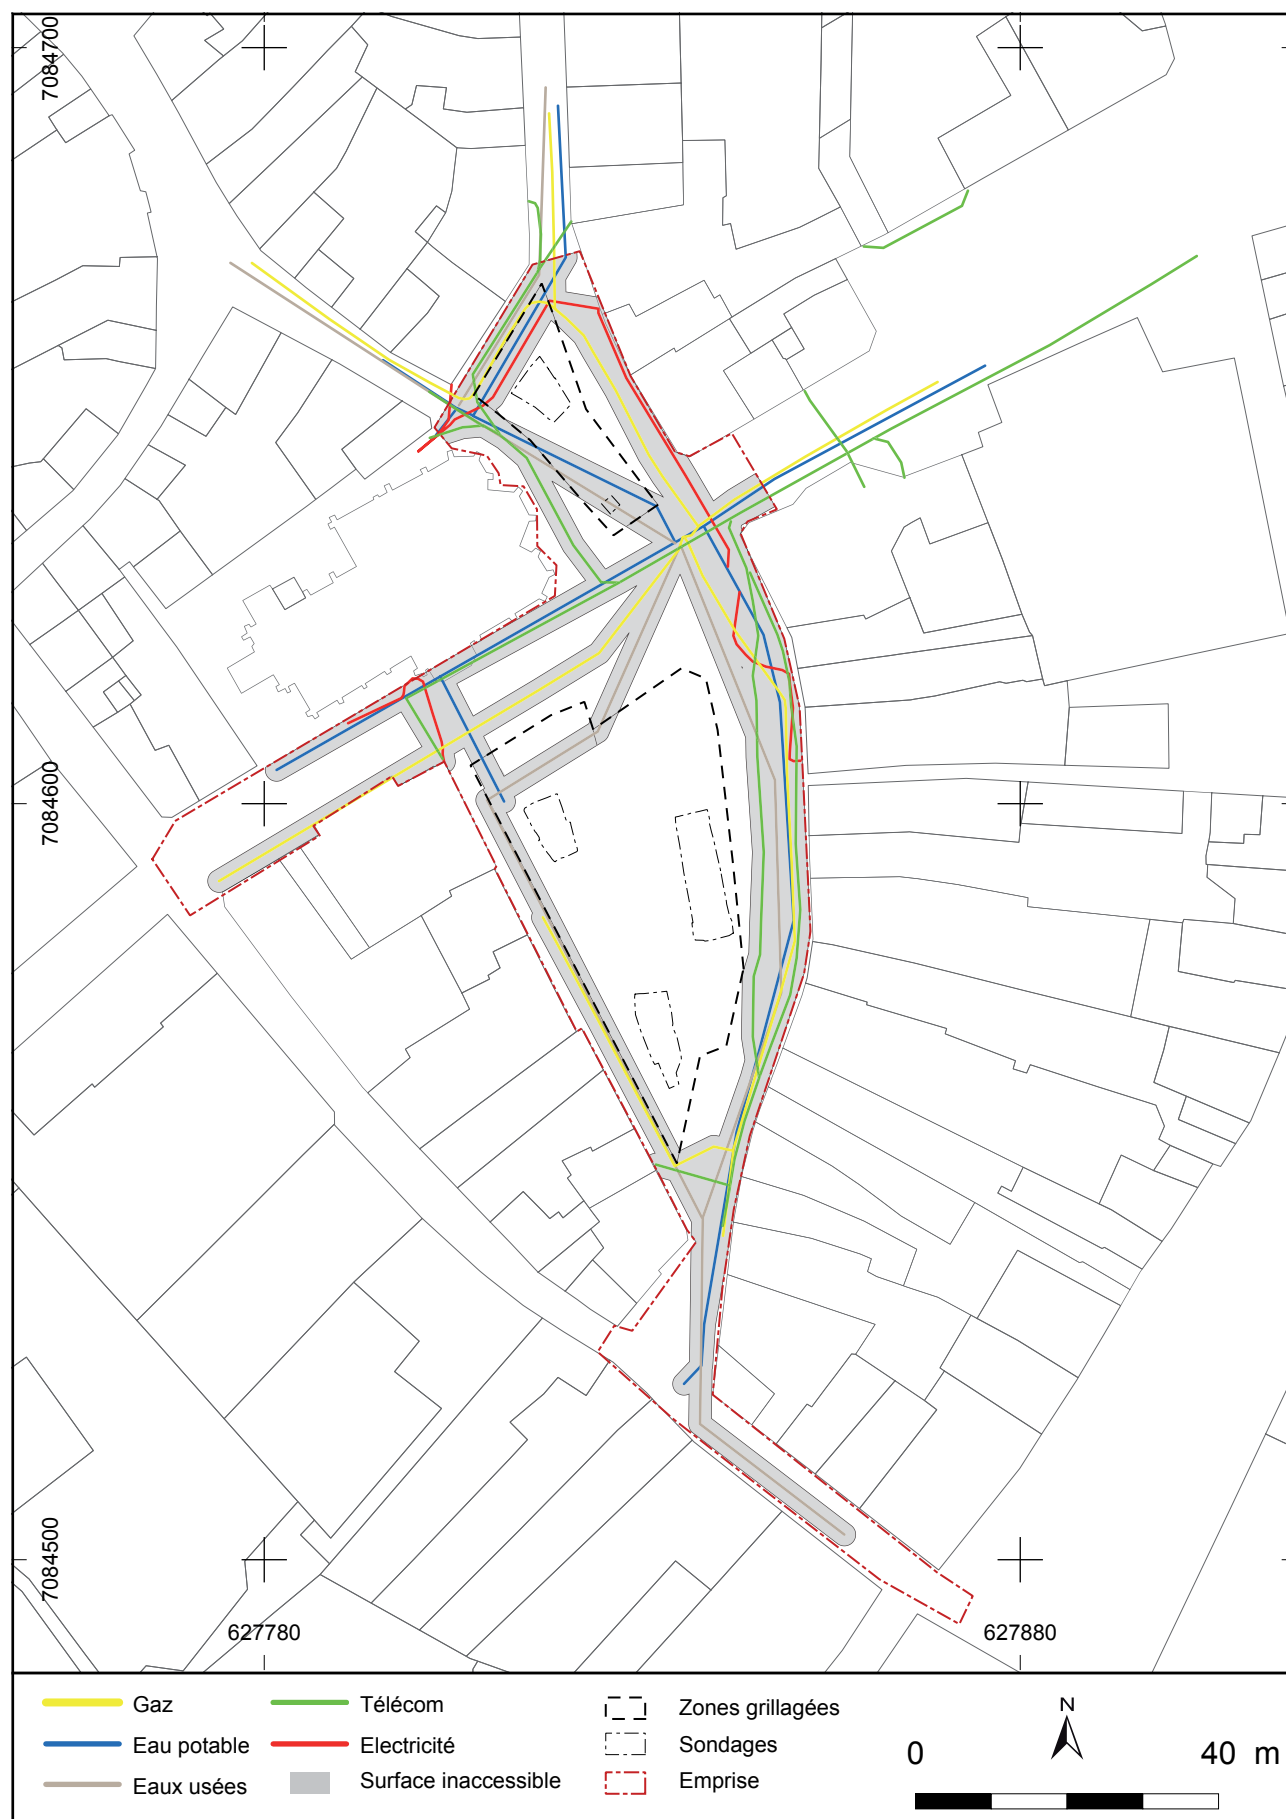 7084700
7084600
7084500
627780
627880
Gaz
Télécom
Zones grillagées
Eau potable
Electricité
Sondages
Eaux usées
Surface inaccessible
Emprise
N
0 40 m